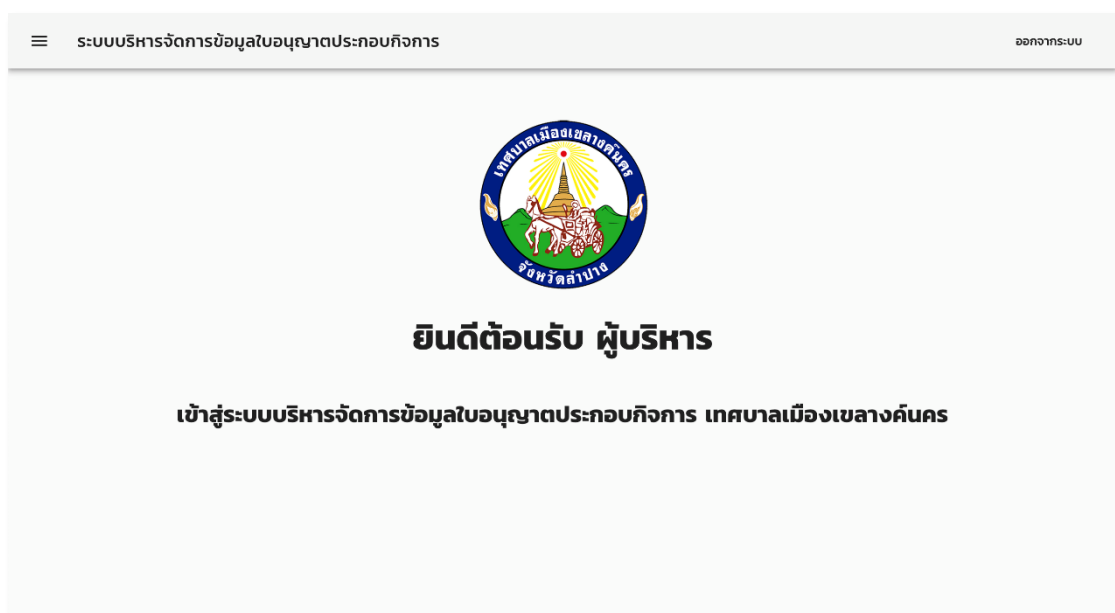 ระบบบริหารจัดการข้อมูลใบอนุญาตประกอบกิจการ
ออกจากระบบ
เทศบาลเมืองเขลางค์นคร
จังหวัดลำปาง
ยินดีต้อนรับ ผู้บริหาร
เข้าสู่ระบบบริหารจัดการข้อมูลใบอนุญาตประกอบกิจการ เทศบาลเมืองเขลางค์นคร